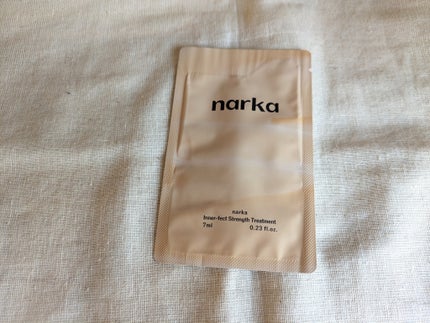 narka
narka
Inner-fect Strength Treatment
7ml 0.23 fl.oz.